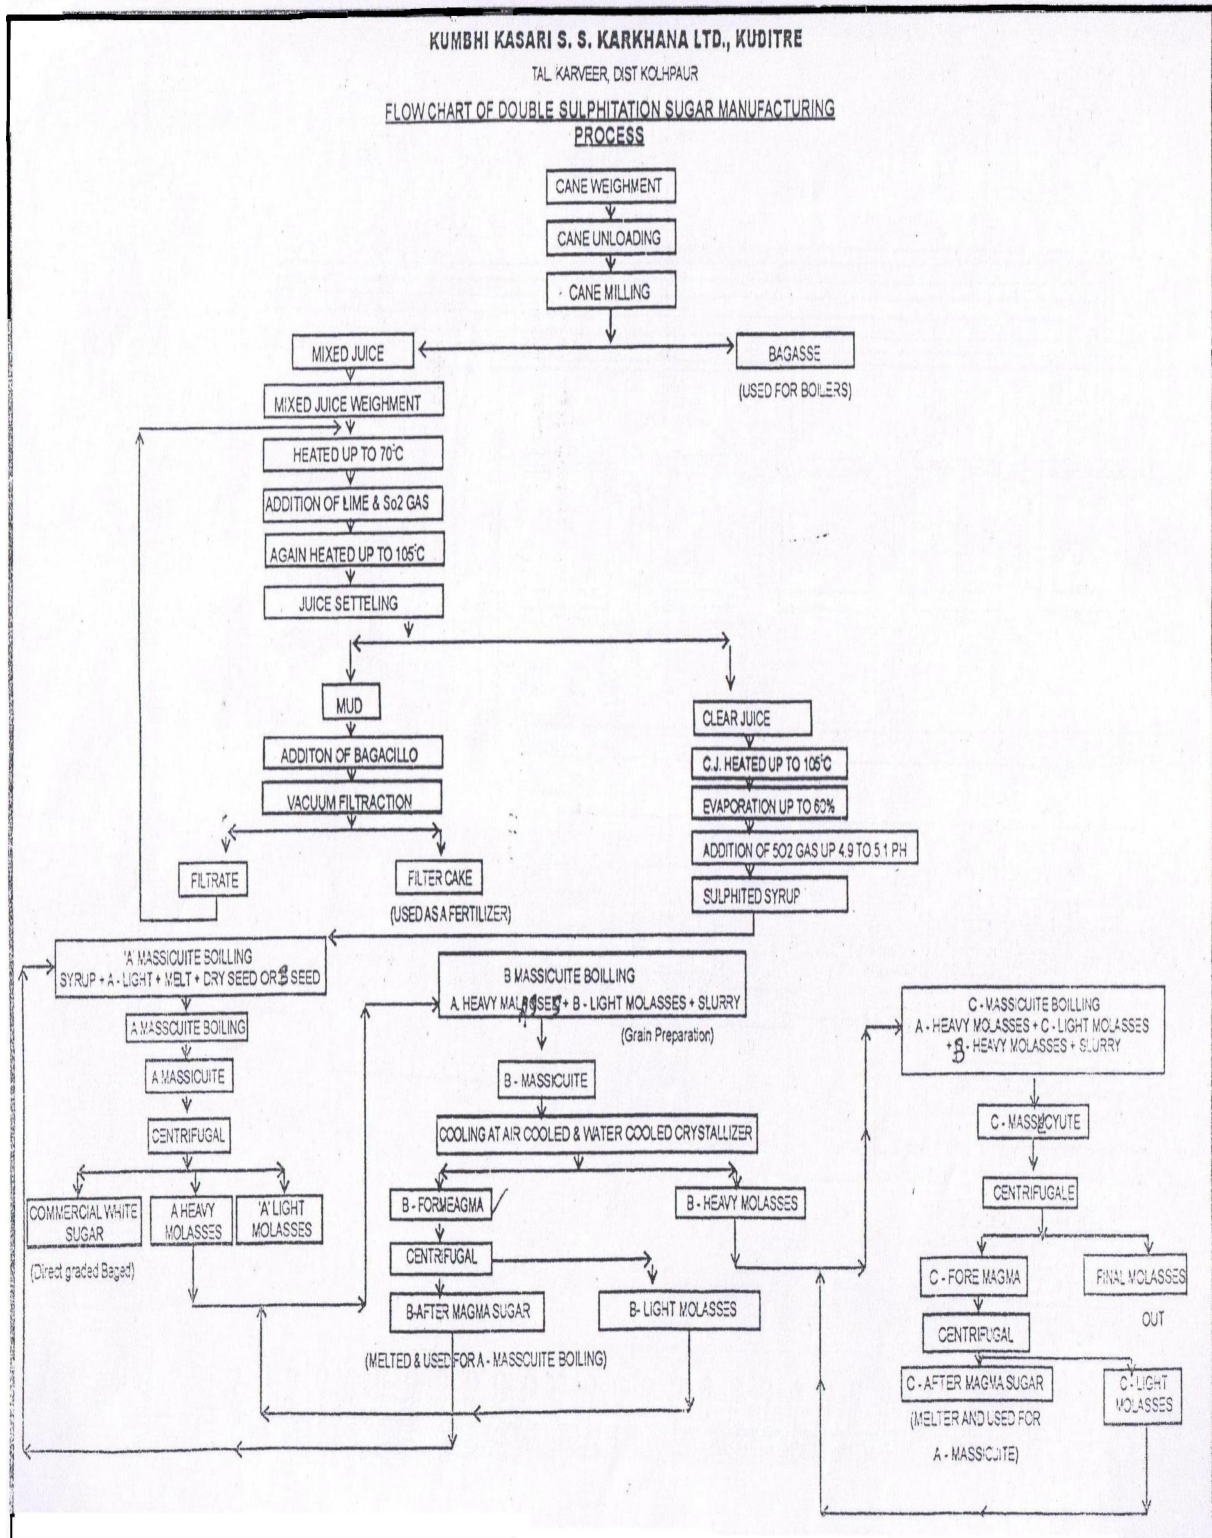 KUMBHI KASARI S. S. KARKHANA LTD., KUDITRE
TAL. KARVEER, DIST KOLHPAUR
FLOW CHART OF DOUBLE SULPHITATION SUGAR MANUFACTURING
PROCESS
CANE WEIGHMENT
CANE UNLOADING
CANE MILLING
MIXED JUICE
BAGASSE
(USED FOR BOILERS)
MIXED JUICE WEIGHMENT
HEATED UP TO 70°C
ADDITION OF LIME & So2 GAS
AGAIN HEATED UP TO 105°C
JUICE SETTELING
MUD
ADDITON OF BAGACILLO
VACUUM FILTRACTION
FILTRATE
FILTER CAKE
(USED AS A FERTILIZER)
CLEAR JUICE
C.J. HEATED UP TO 105°C
EVAPORATION UP TO 60%
ADDITION OF 5O2 GAS UP 4.9 TO 5.1 PH
SULPHITED SYRUP
'A' MASSICUITE BOILLING
SYRUP + A - LIGHT + MELT + DRY SEED OR B SEED
A MASSCUITE BOILING
A MASSICUITE
CENTRIFUGAL
COMMERCIAL WHITE
SUGAR
(Direct graded Baged)
A HEAVY
MOLASSES
'A' LIGHT
MOLASSES
B MASSICUITE BOILLING
A. HEAVY MALASSES + B - LIGHT MOLASSES + SLURRY
(Grain Preparation)
B - MASSICUITE
COOLING AT AIR COOLED & WATER COOLED CRYSTALLIZER
B - FORMEAGMA
B - HEAVY MOLASSES
CENTRIFUGAL
B-AFTER MAGMA SUGAR
B- LIGHT MOLASSES
(MELTED & USED FOR A - MASSCUITE BOILING)
C - MASSICUITE BOILLING
A - HEAVY MOLASSES + C - LIGHT MOLASSES
+ B - HEAVY MOLASSES + SLURRY
C - MASSECYUTE
CENTRIFUGALE
C - FORE MAGMA
FINAL MOLASSES
OUT
CENTRIFUGAL
C - AFTER MAGMA SUGAR
(MELTER AND USED FOR
A - MASSICUITE)
C - LIGHT
MOLASSES